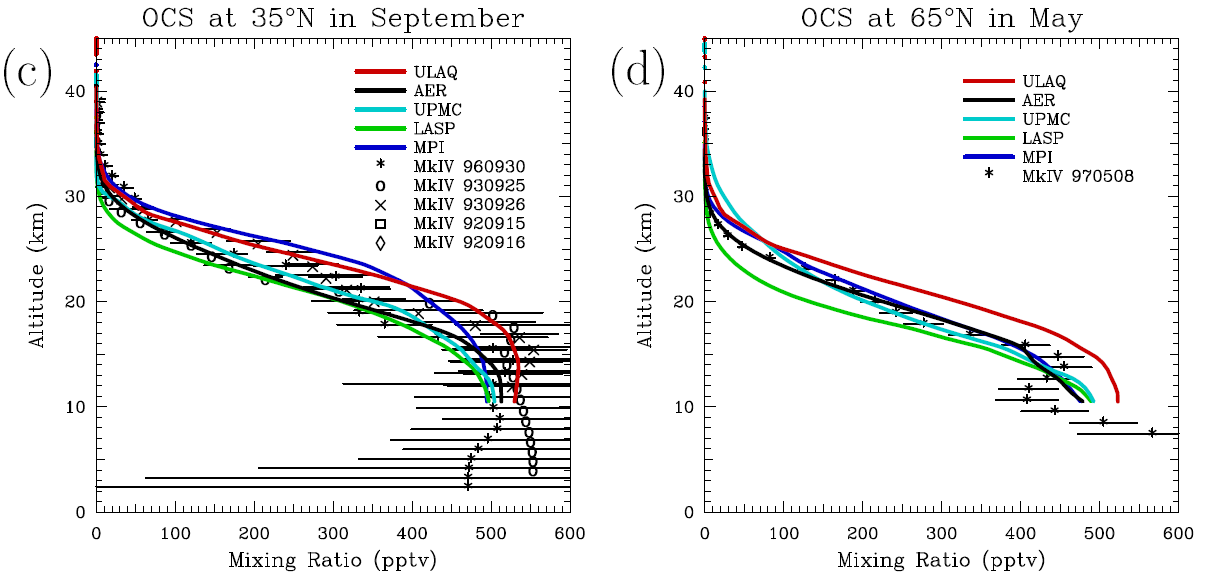 OCS at 35°N in September
(c)
ULAQ
AER
UPMC
LASP
MPI
MkIV 960930
MkIV 930925
MkIV 930926
MkIV 920915
MkIV 920916
40
30
20
10
0
Altitude (km)
0 100 200 300 400 500 600
Mixing Ratio (pptv)
OCS at 65°N in May
(d)
ULAQ
AER
UPMC
LASP
MPI
MkIV 970508
40
30
20
10
0
Altitude (km)
0 100 200 300 400 500 600
Mixing Ratio (pptv)